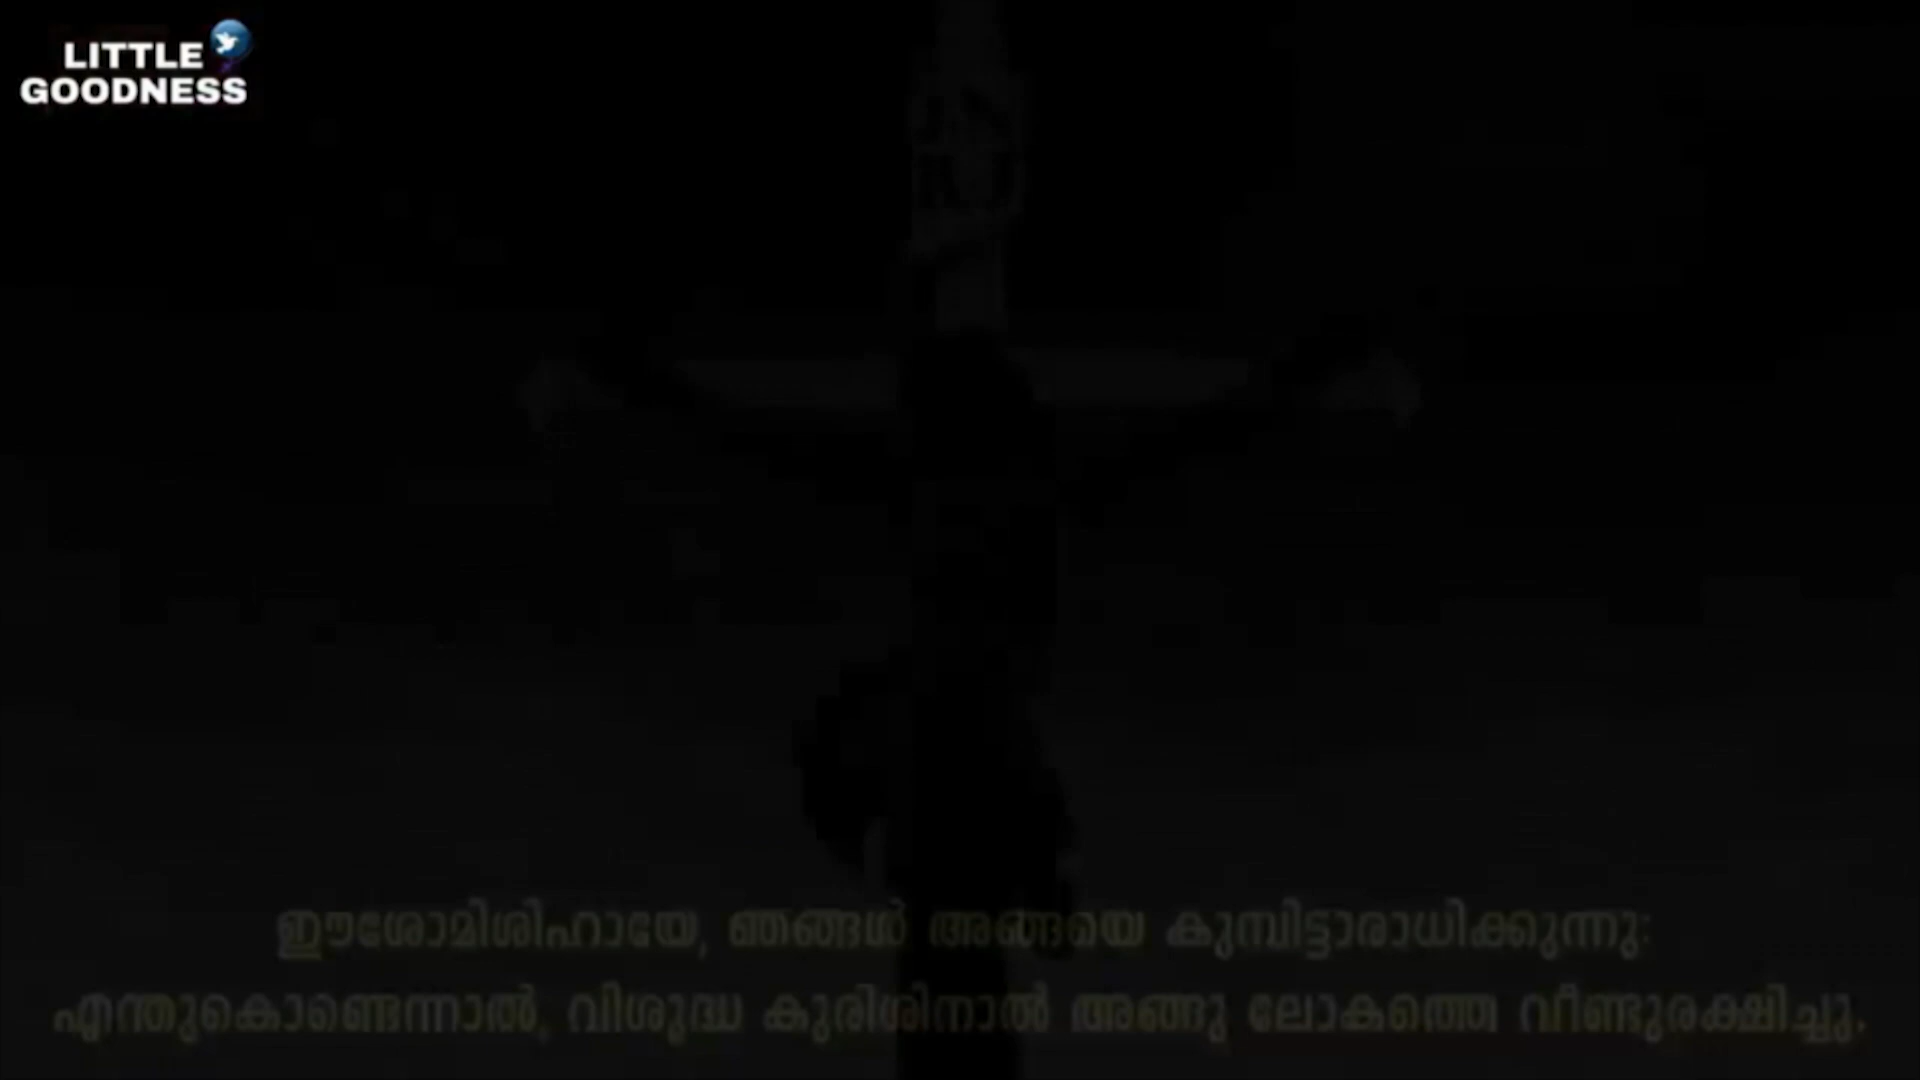 LITTLE
GOODNESS
ഈശോമിശിഹായേ, ഞങ്ങൾ അങ്ങയെ കുമ്പിട്ടാരാധിക്കുന്നു:
എന്തുകൊണ്ടെന്നാൽ, വിശുദ്ധ കുരിശിനാൽ അങ്ങു ലോകത്തെ വീണ്ടുരക്ഷിച്ചു.